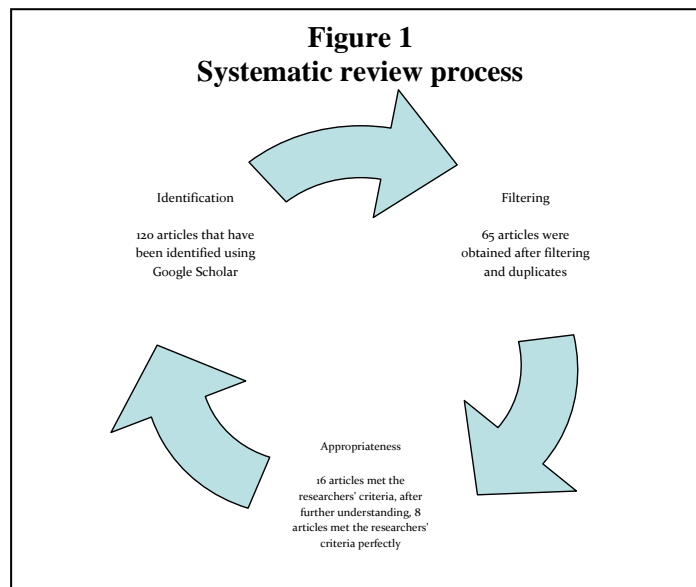 Figure 1
Systematic review process
Identification
120 articles that have
been identified using
Google Scholar
Filtering
65 articles were
obtained after filtering
and duplicates
Appropriateness
16 articles met the
researchers' criteria, after
further understanding, 8
articles met the researchers'
criteria perfectly